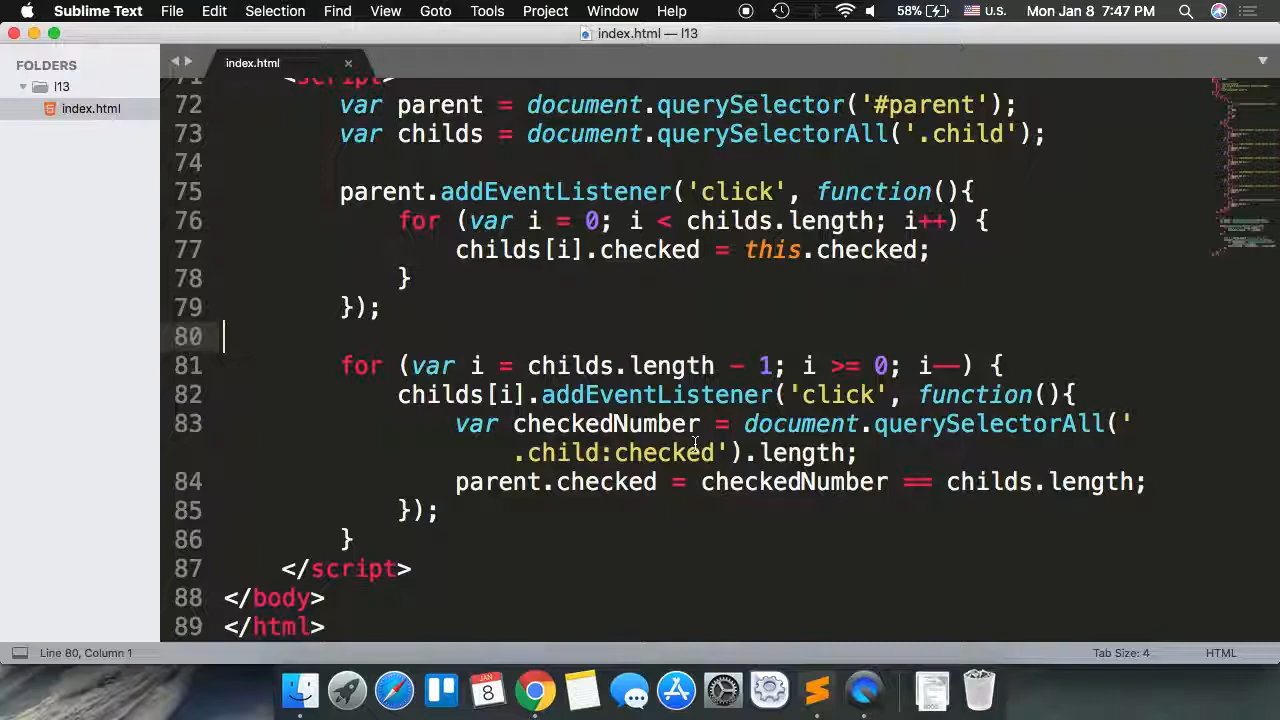 Sublime Text File Edit Selection Find View Goto Tools Project Window Help 58% U.S. Mon Jan 8 7:47 PM
index.html — l13
FOLDERS
l13
index.html
index.html
71 <script>
72 var parent = document.querySelector('#parent');
73 var childs = document.querySelectorAll('.child');
74
75 parent.addEventListener('click', function(){
76 for (var i = 0; i < childs.length; i++) {
77 childs[i].checked = this.checked;
78 }
79 });
80
81 for (var i = childs.length - 1; i >= 0; i--) {
82 childs[i].addEventListener('click', function(){
83 var checkedNumber = document.querySelectorAll('
.child:checked').length;
84 parent.checked = checkedNumber == childs.length;
85 });
86 }
87 </script>
88 </body>
89 </html>
Line 80, Column 1 Tab Size: 4 HTML
JAN
8